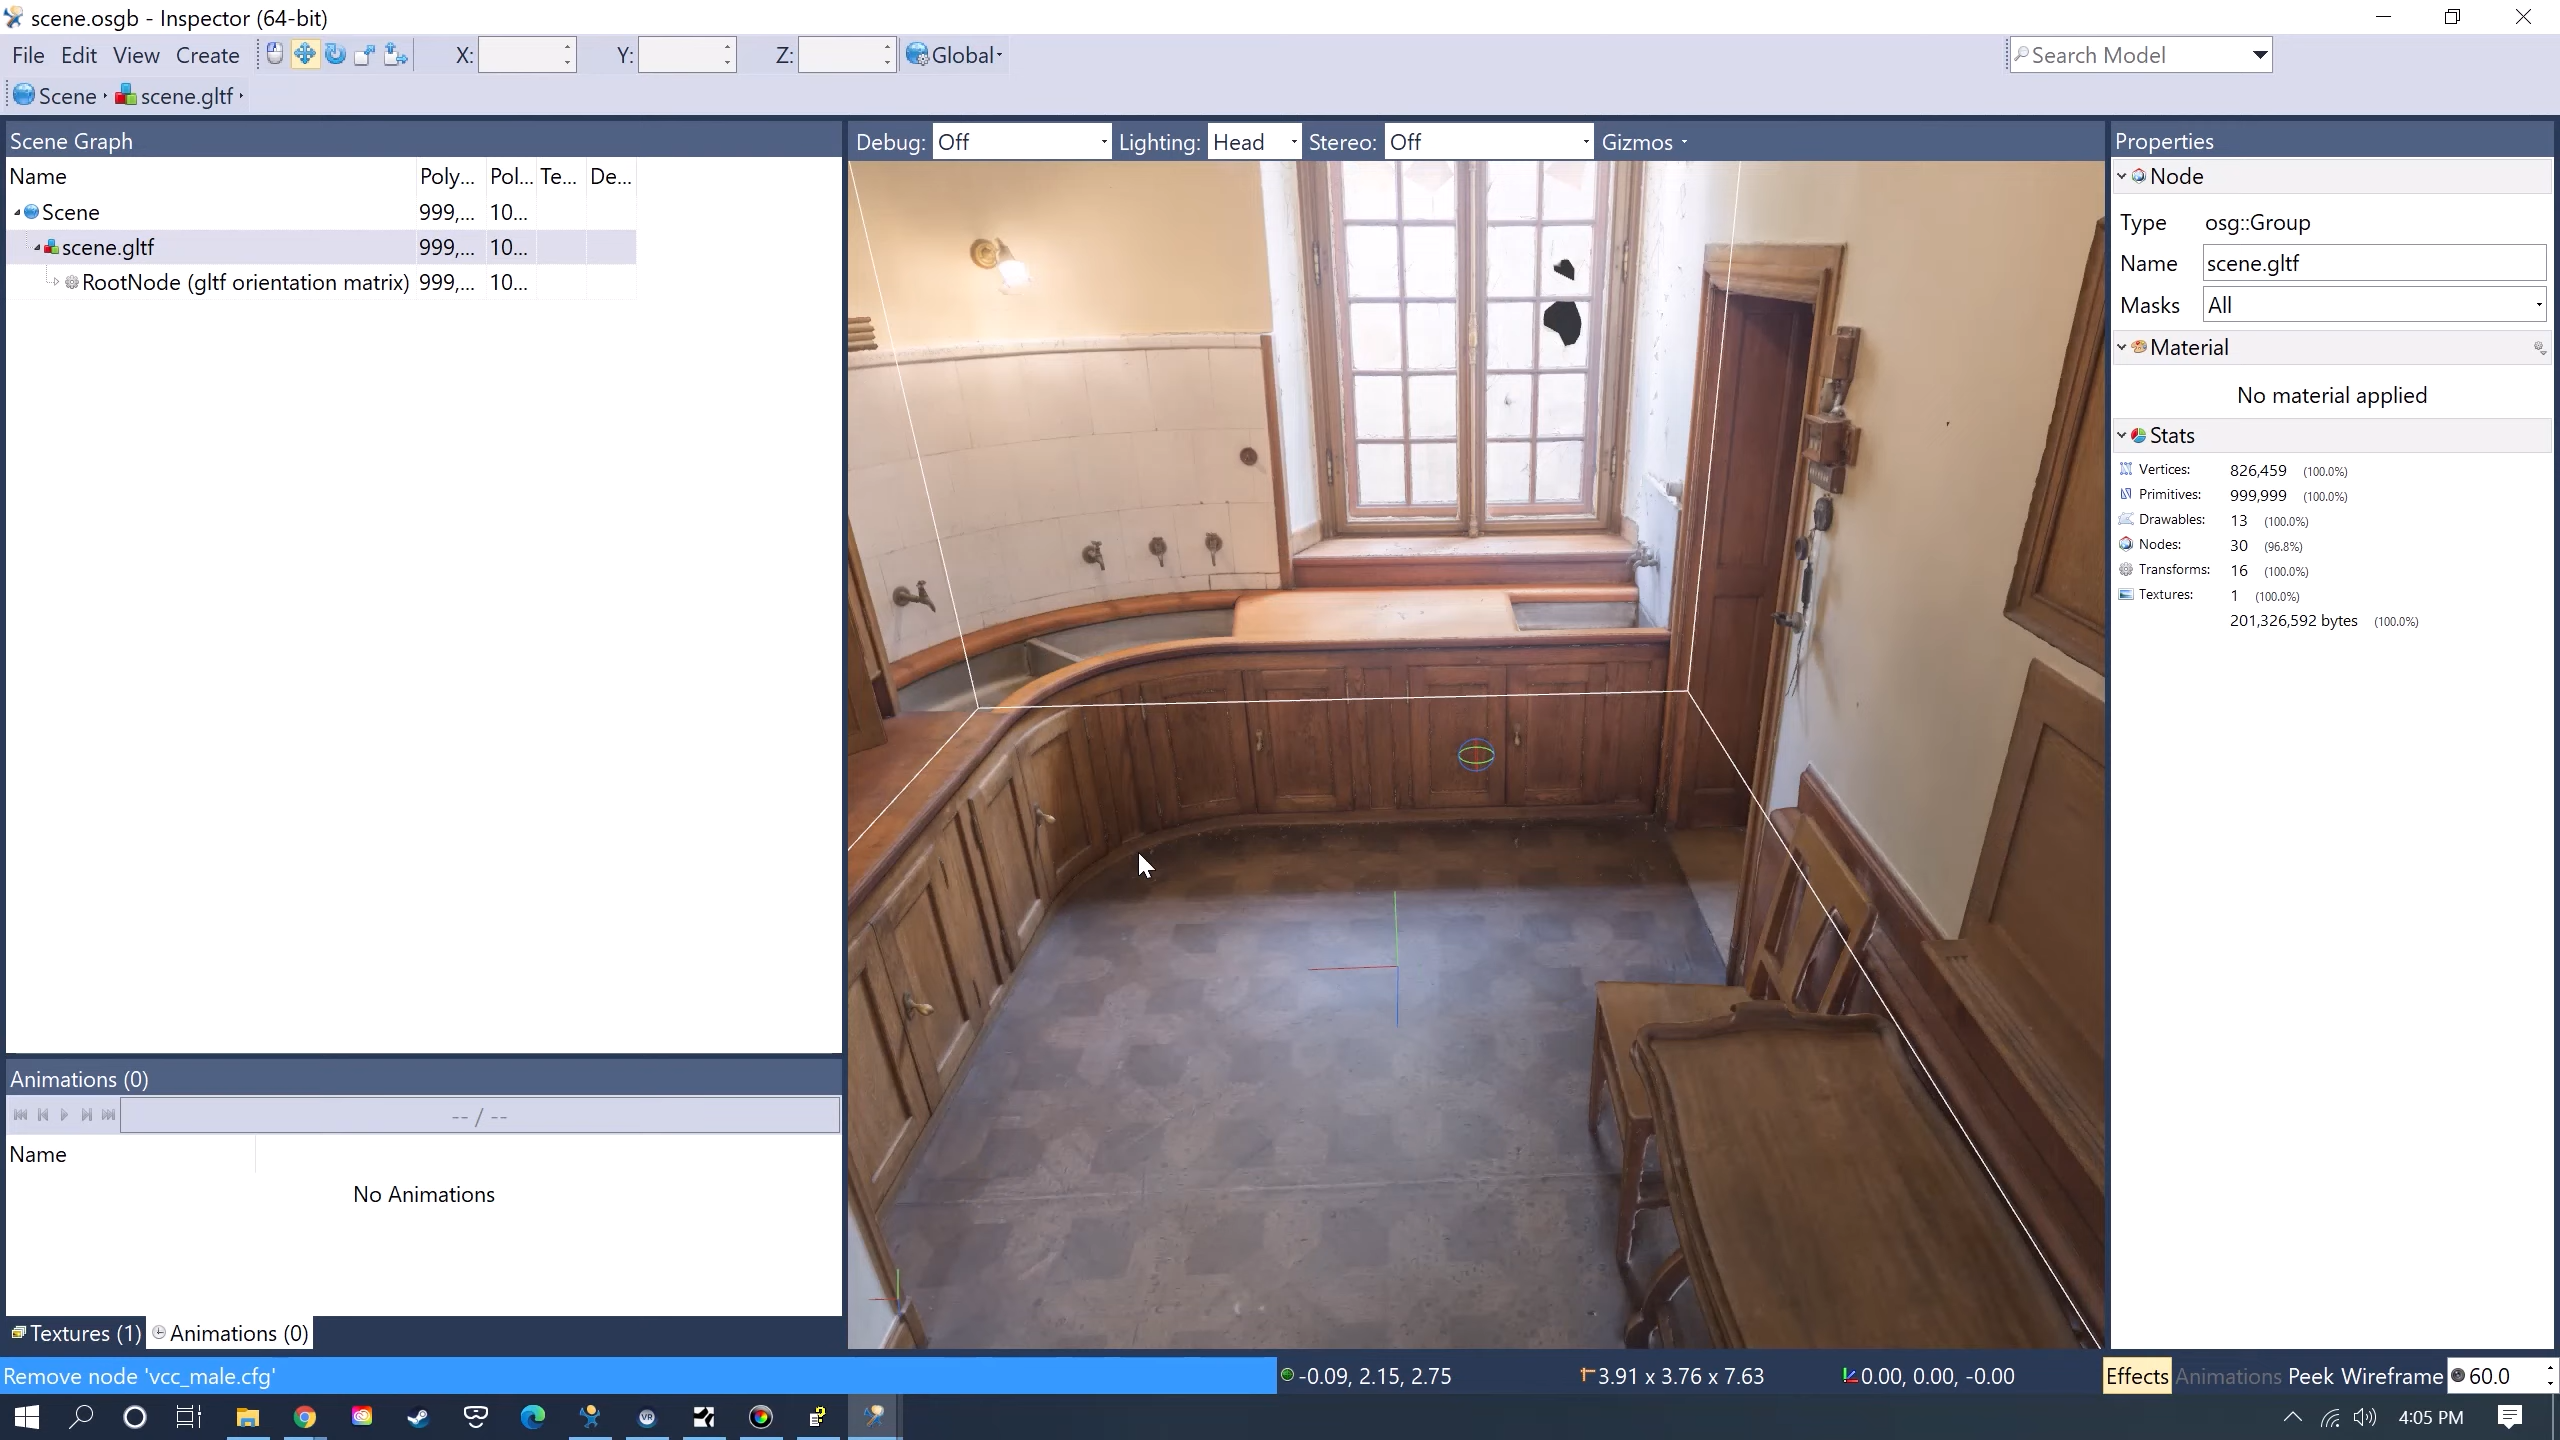 scene.osgb - Inspector (64-bit)
File Edit View Create X: Y: Z: Global Search Model
Scene scene.gltf
Scene Graph
Name Poly... Pol... Te... De...
Scene 999,... 10...
scene.gltf 999,... 10...
RootNode (gltf orientation matrix) 999,... 10...
Animations (0)
-- / --
Name
No Animations
Textures (1) Animations (0)
Debug: Off Lighting: Head Stereo: Off Gizmos
Properties
Node
Type osg::Group
Name scene.gltf
Masks All
Material
No material applied
Stats
Vertices: 826,459 (100.0%)
Primitives: 999,999 (100.0%)
Drawables: 13 (100.0%)
Nodes: 30 (96.8%)
Transforms: 16 (100.0%)
Textures: 1 (100.0%)
201,326,592 bytes (100.0%)
Remove node 'vcc_male.cfg' -0.09, 2.15, 2.75 3.91 x 3.76 x 7.63 0.00, 0.00, -0.00 Effects Animations Peek Wireframe 60.0
VR 4:05 PM